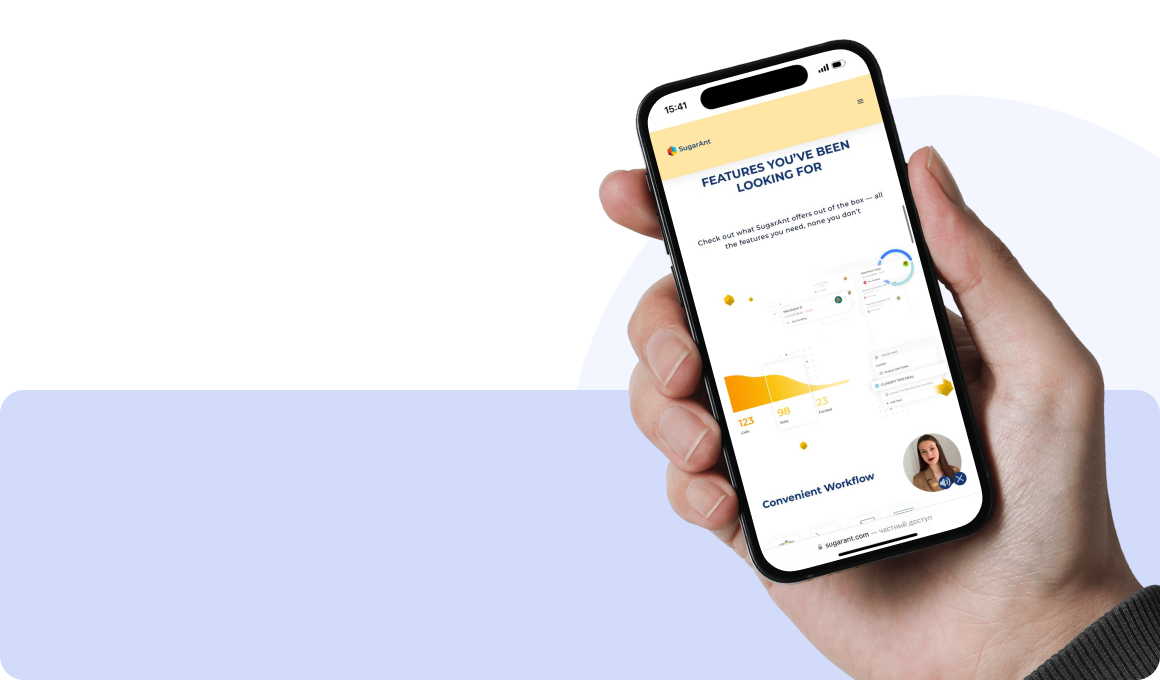 15:41
SugarAnt
FEATURES YOU'VE BEEN
LOOKING FOR
Check out what SugarAnt offers out of the box — all
the features you need, none you don't
123
Calls
98
Subs
23
Funded
Convenient Workflow
sugarant.com — частный доступ